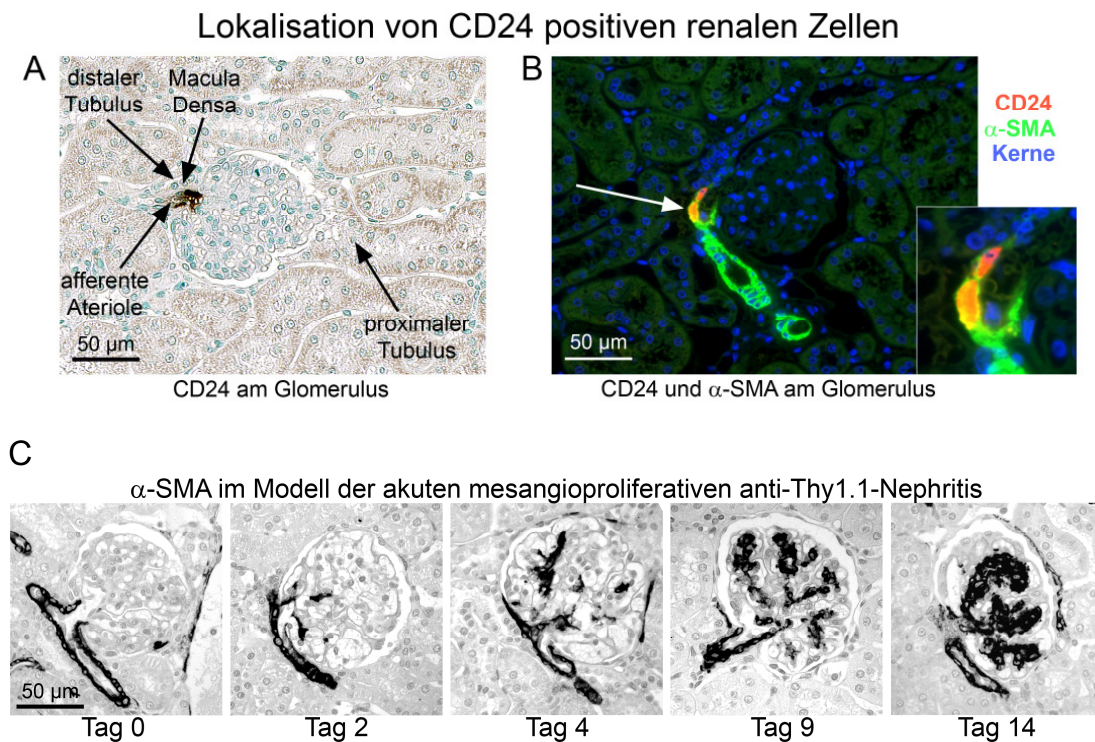 Lokalisation von CD24 positiven renalen Zellen
A
distaler
Tubulus
Macula
Densa
afferente
Ateriole
proximaler
Tubulus
50 µm
CD24 am Glomerulus
B
CD24
α-SMA
Kerne
50 µm
CD24 und α-SMA am Glomerulus
C
α-SMA im Modell der akuten mesangioproliferativen anti-Thy1.1-Nephritis
50 µm
Tag 0
Tag 2
Tag 4
Tag 9
Tag 14